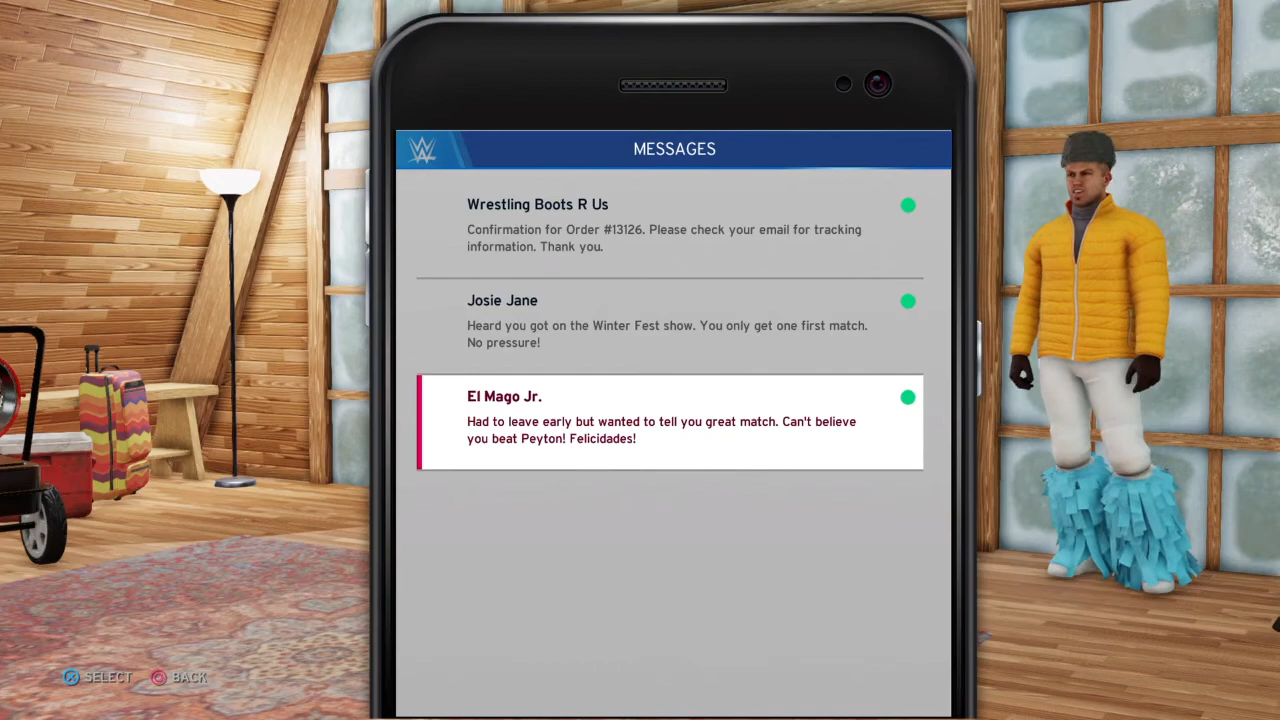 MESSAGES
Wrestling Boots R Us
Confirmation for Order #13126. Please check your email for tracking
information. Thank you.
Josie Jane
Heard you got on the Winter Fest show. You only get one first match.
No pressure!
El Mago Jr.
Had to leave early but wanted to tell you great match. Can't believe
you beat Peyton! Felicidades!
SELECT BACK